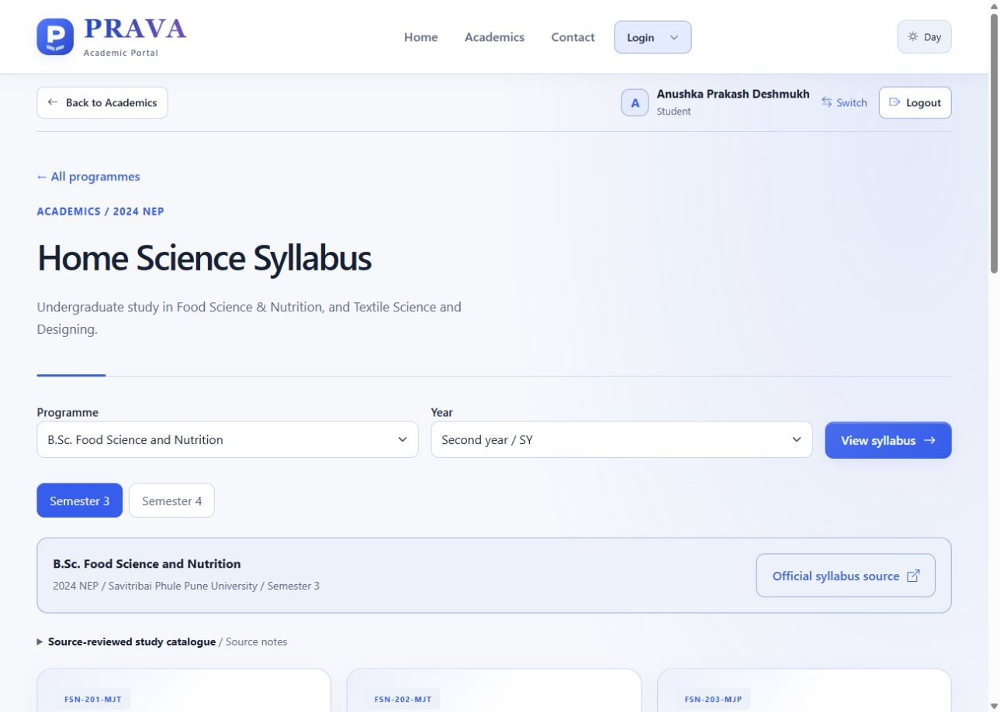 PRAVA
Academic Portal
Home
Academics
Contact
Login
Day
← Back to Academics
A
Anushka Prakash Deshmukh
Student
Switch
Logout
← All programmes
ACADEMICS / 2024 NEP
Home Science Syllabus
Undergraduate study in Food Science & Nutrition, and Textile Science and
Designing.
Programme
Year
B.Sc. Food Science and Nutrition
Second year / SY
View syllabus →
Semester 3
Semester 4
B.Sc. Food Science and Nutrition
2024 NEP / Savitribai Phule Pune University / Semester 3
Official syllabus source
Source-reviewed study catalogue / Source notes
FSN-201-MJT
FSN-202-MJT
FSN-203-MJP